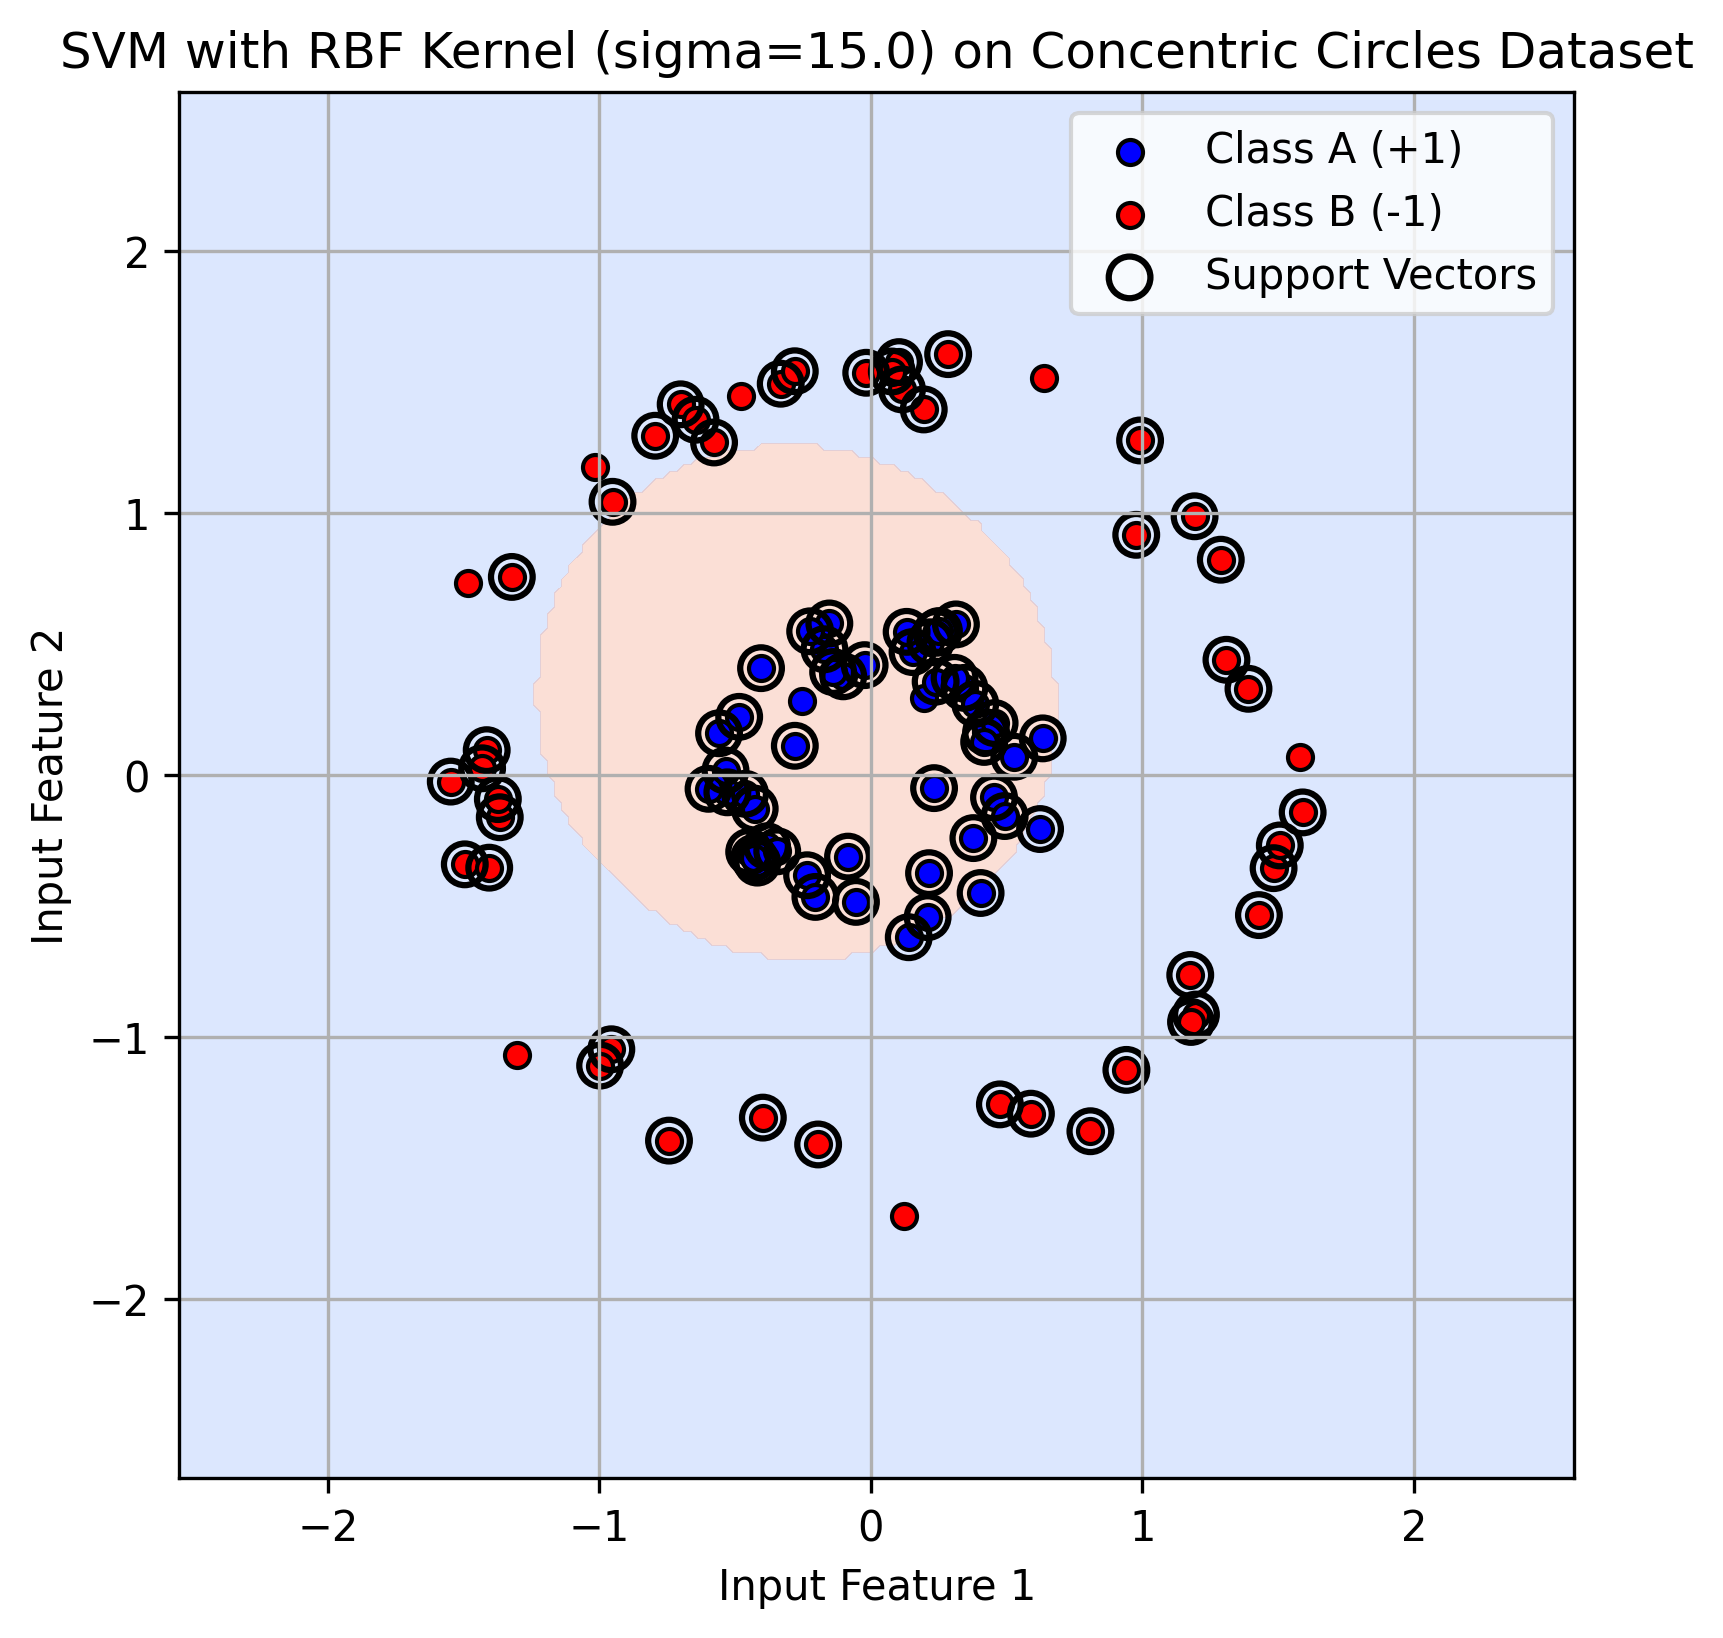 SVM with RBF Kernel (sigma=15.0) on Concentric Circles Dataset
Class A (+1)
Class B (-1)
Support Vectors
Input Feature 2
2
1
0
−1
−2
−2
−1
0
1
2
Input Feature 1